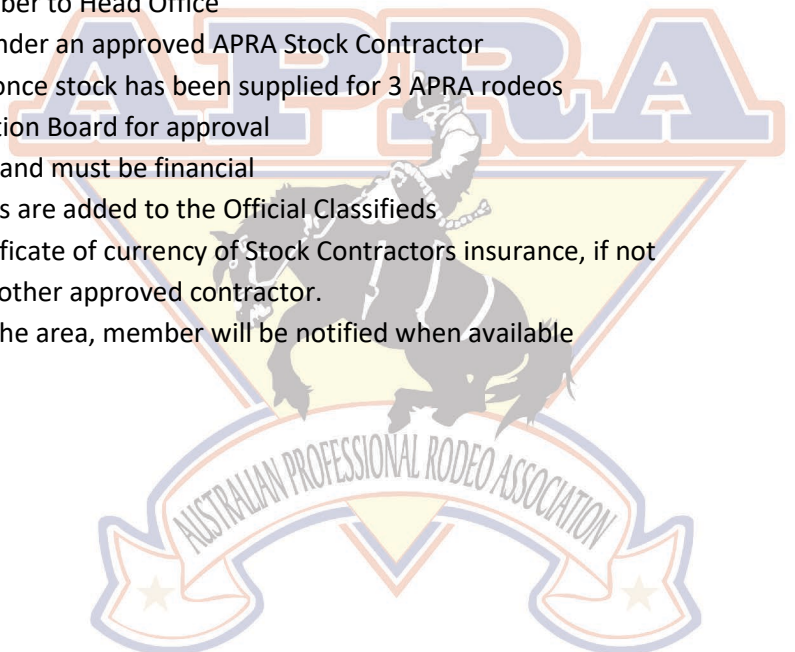 APRA
ber to Head Office
nder an approved APRA Stock Contractor
once stock has been supplied for 3 APRA rodeos
tion Board for approval
and must be financial
s are added to the Official Classifieds
ificate of currency of Stock Contractors insurance, if not
other approved contractor.
he area, member will be notified when available
AUSTRALIAN PROFESSIONAL RODEO ASSOCIATION